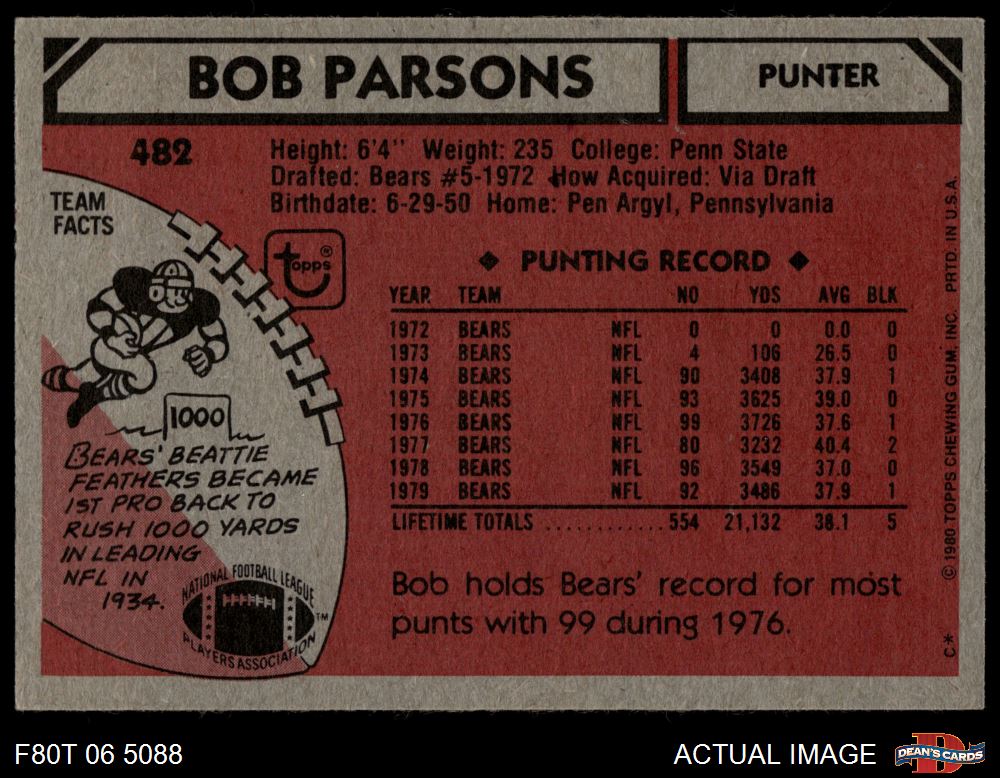 BOB PARSONS
PUNTER
482
Height: 6'4" Weight: 235 College: Penn State
Drafted: Bears #5-1972 How Acquired: Via Draft
Birthdate: 6-29-50 Home: Pen Argyl, Pennsylvania
TEAM
FACTS
topps®
◆ PUNTING RECORD ◆
YEAR TEAM NO YDS AVG BLK
1972 BEARS NFL 0 0 0.0 0
1973 BEARS NFL 4 106 26.5 0
1974 BEARS NFL 90 3408 37.9 1
1975 BEARS NFL 93 3625 39.0 0
1976 BEARS NFL 99 3726 37.6 1
1977 BEARS NFL 80 3232 40.4 2
1978 BEARS NFL 96 3549 37.0 0
1979 BEARS NFL 92 3486 37.9 1
LIFETIME TOTALS ............ 554 21,132 38.1 5
Bob holds Bears' record for most
punts with 99 during 1976.
1000
BEARS' BEATTIE
FEATHERS BECAME
1ST PRO BACK TO
RUSH 1000 YARDS
IN LEADING
NFL IN
1934.
NATIONAL FOOTBALL LEAGUE
PLAYERS ASSOCIATION
TM
© 1980 TOPPS CHEWING GUM, INC. PRTD. IN U.S.A.
C*
F80T 06 5088
ACTUAL IMAGE
D
DEAN'S CARDS